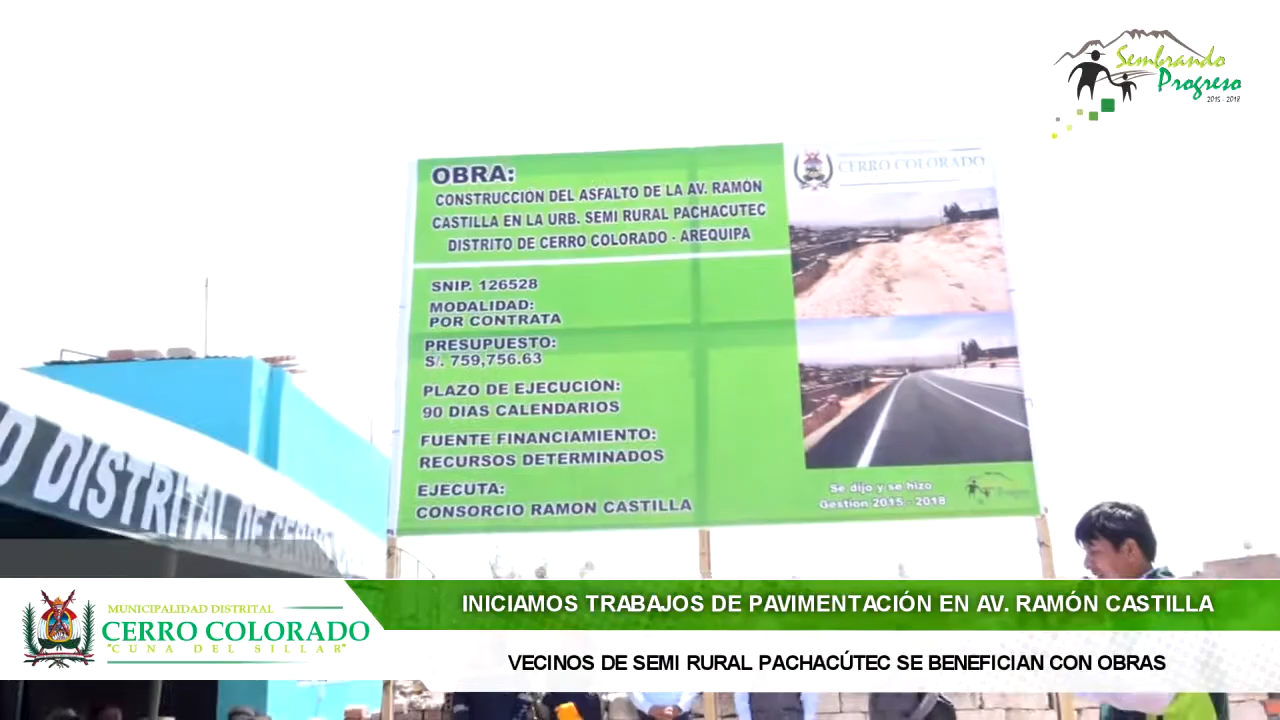 Sembrando
Progreso
2015 - 2018
OBRA:
CONSTRUCCIÓN DEL ASFALTO DE LA AV. RAMÓN
CASTILLA EN LA URB. SEMI RURAL PACHACUTEC
DISTRITO DE CERRO COLORADO - AREQUIPA
SNIP. 126528
MODALIDAD:
POR CONTRATA
PRESUPUESTO:
S/. 759,756.63
PLAZO DE EJECUCIÓN:
90 DIAS CALENDARIOS
FUENTE FINANCIAMIENTO:
RECURSOS DETERMINADOS
EJECUTA:
CONSORCIO RAMON CASTILLA
CERRO COLORADO
Se dijo y se hizo
Gestión 2015 - 2018
D DISTRITAL DE CERRO
MUNICIPALIDAD DISTRITAL
CERRO COLORADO
"CUNA DEL SILLAR"
INICIAMOS TRABAJOS DE PAVIMENTACIÓN EN AV. RAMÓN CASTILLA
VECINOS DE SEMI RURAL PACHACÚTEC SE BENEFICIAN CON OBRAS